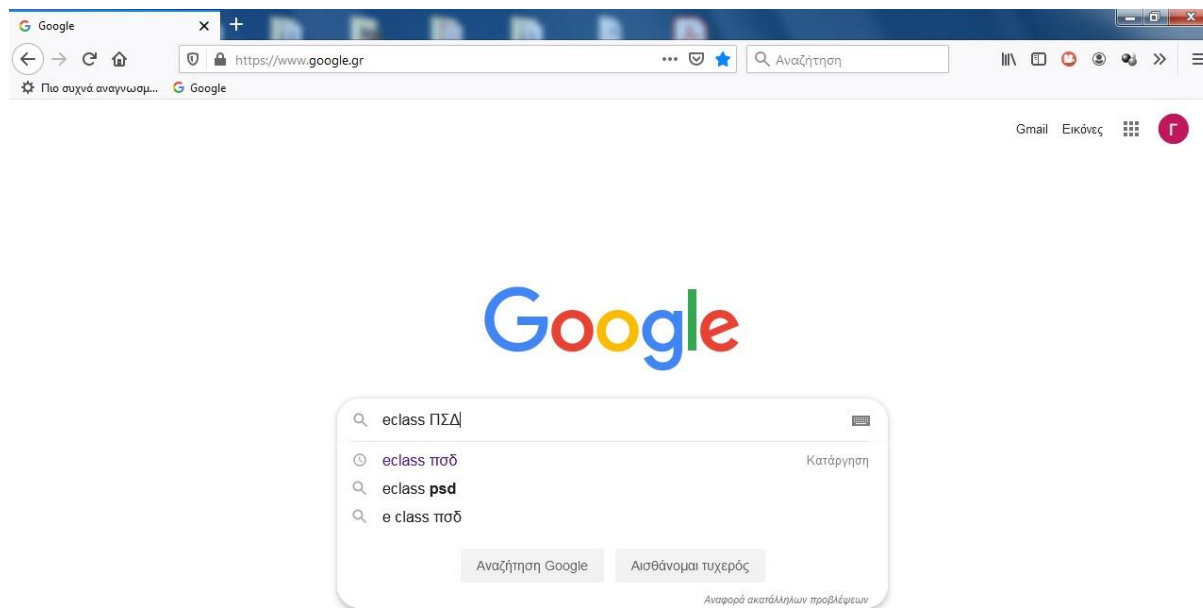 Google
https://www.google.gr
Αναζήτηση
Πιο συχνά αναγνωσμ... Google
Gmail Εικόνες Γ
Google
eclass ΠΣΔ
eclass πσδ Κατάργηση
eclass psd
e class πσδ
Αναζήτηση Google Αισθάνομαι τυχερός
Αναφορά ακατάλληλων προβλέψεων